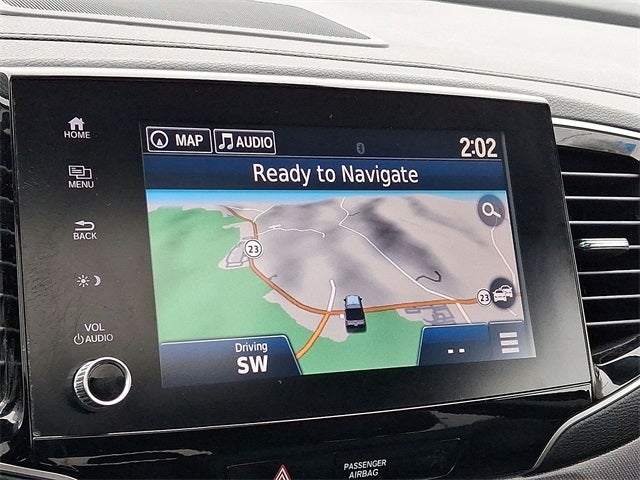 HOME
MENU
BACK
VOL
AUDIO
MAP
AUDIO
2:02
Ready to Navigate
23
23
Driving
SW
--
PASSENGER
AIRBAG